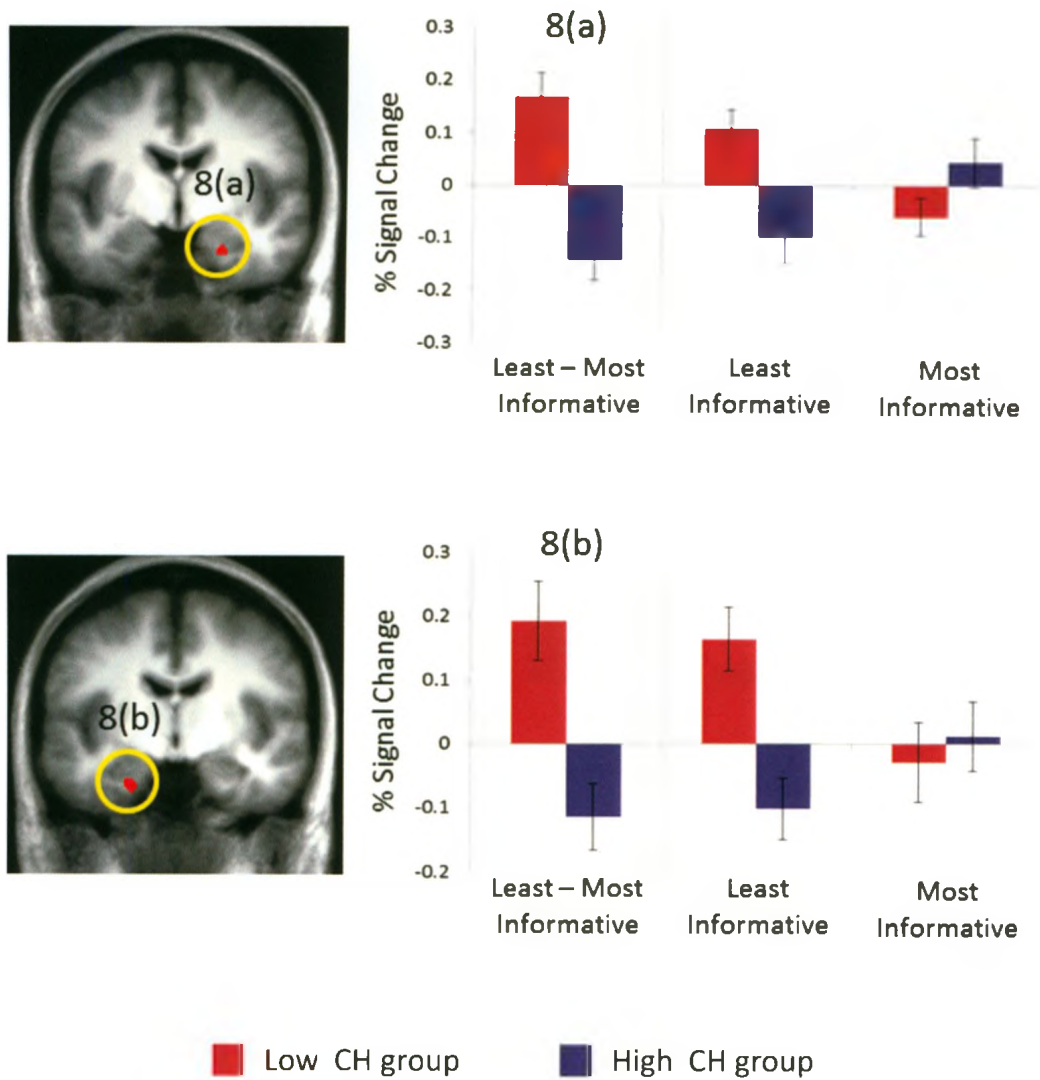 8(a)
0.3
0.2
0.1
0
-0.1
-0.2
-0.3
% Signal Change
8(a)
Least – Most
Informative
Least
Informative
Most
Informative
8(b)
0.3
0.2
0.1
0
-0.1
-0.2
% Signal Change
8(b)
Least – Most
Informative
Least
Informative
Most
Informative
Low CH group
High CH group